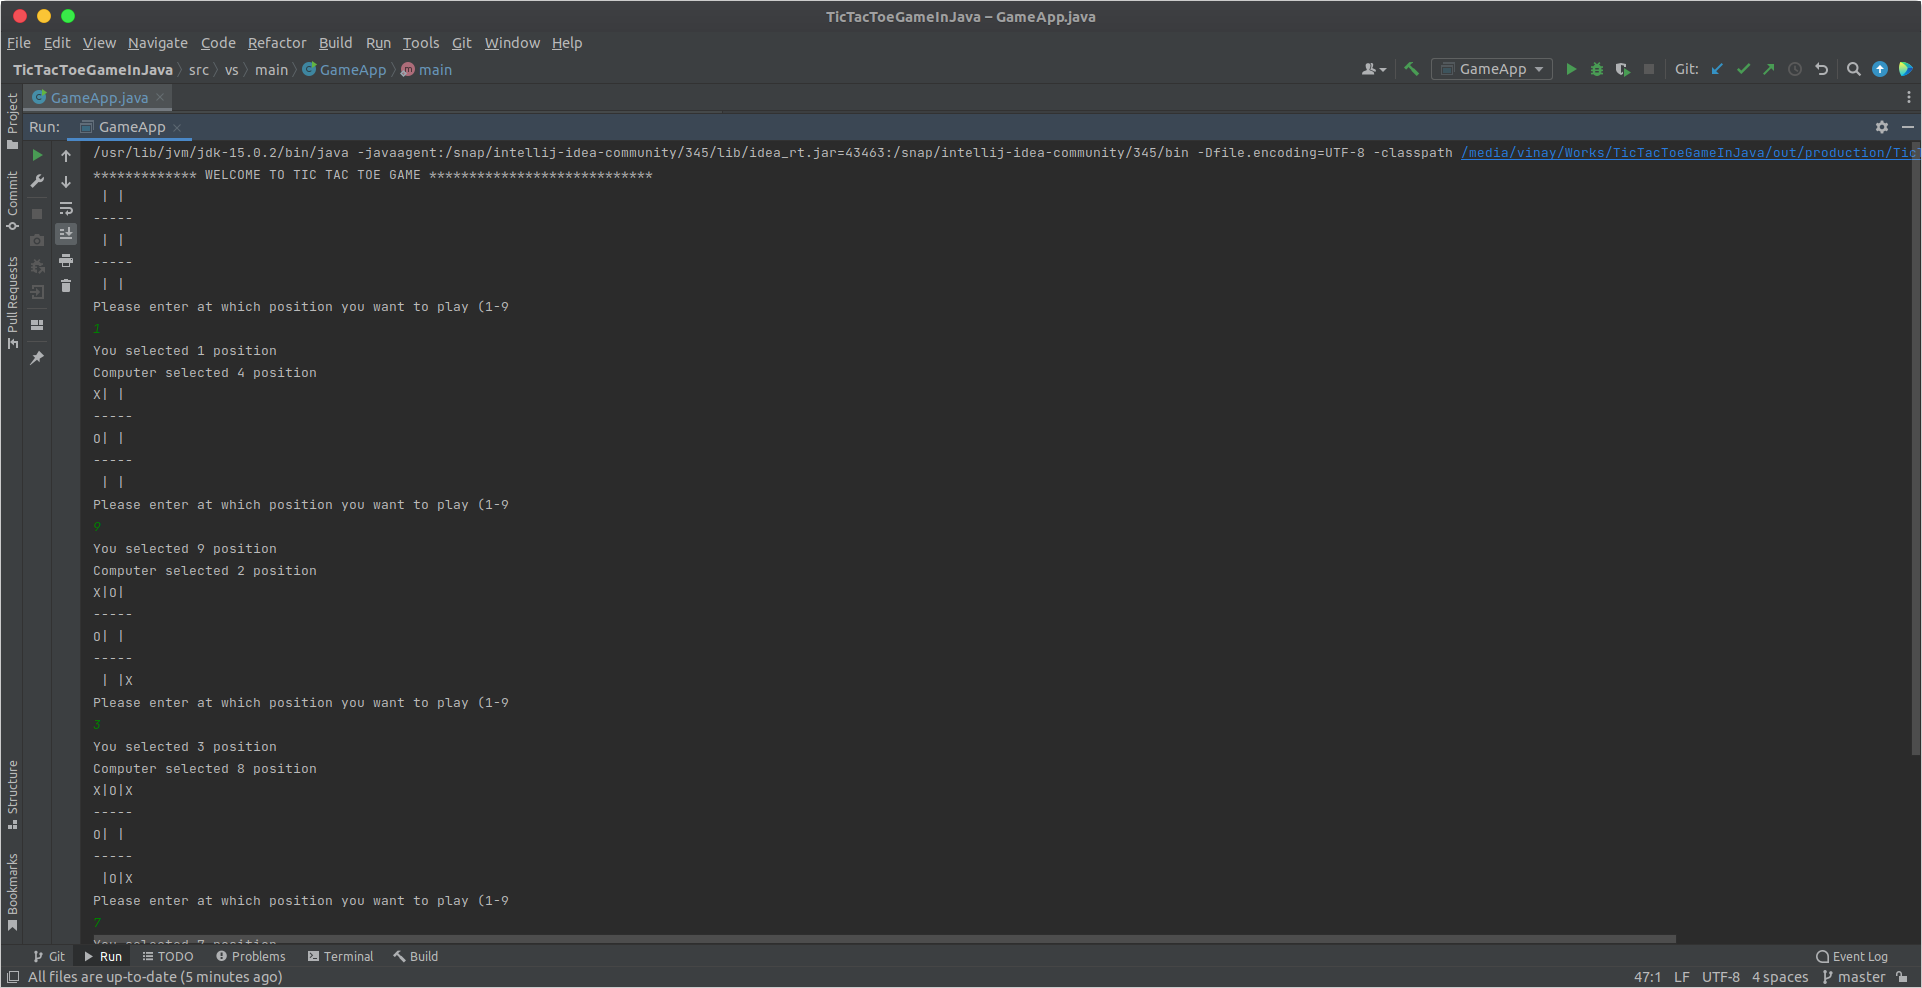 TicTacToeGameInJava – GameApp.java
File Edit View Navigate Code Refactor Build Run Tools Git Window Help
TicTacToeGameInJava src vs main GameApp main GameApp Git:
GameApp.java
Run: GameApp
Project
Commit
Pull Requests
Structure
Bookmarks
/usr/lib/jvm/jdk-15.0.2/bin/java -javaagent:/snap/intellij-idea-community/345/lib/idea_rt.jar=43463:/snap/intellij-idea-community/345/bin -Dfile.encoding=UTF-8 -classpath /media/vinay/Works/TicTacToeGameInJava/out/production/Tic
************* WELCOME TO TIC TAC TOE GAME ****************************
 | |
-----
 | |
-----
 | |
Please enter at which position you want to play (1-9
1
You selected 1 position
Computer selected 4 position
X| |
-----
O| |
-----
 | |
Please enter at which position you want to play (1-9
9
You selected 9 position
Computer selected 2 position
X|O|
-----
O| |
-----
 | |X
Please enter at which position you want to play (1-9
3
You selected 3 position
Computer selected 8 position
X|O|X
-----
O| |
-----
 |O|X
Please enter at which position you want to play (1-9
7
You selected 7 position
Git Run TODO Problems Terminal Build Event Log
All files are up-to-date (5 minutes ago) 47:1 LF UTF-8 4 spaces master